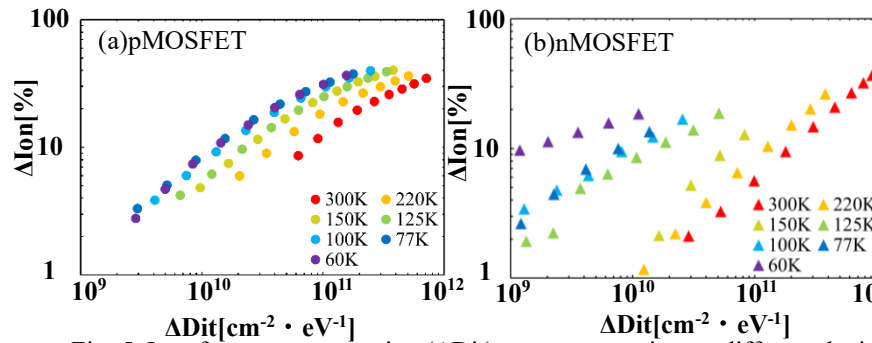 (a)pMOSFET
ΔIon[%]
100
10
1
300K 220K
150K 125K
100K 77K
60K
10⁹ 10¹⁰ 10¹¹ 10¹²
ΔDit[cm⁻²・eV⁻¹]
(b)nMOSFET
ΔIon[%]
100
10
1
300K 220K
150K 125K
100K 77K
60K
10⁹ 10¹⁰ 10¹¹
ΔDit[cm⁻²・eV⁻¹]